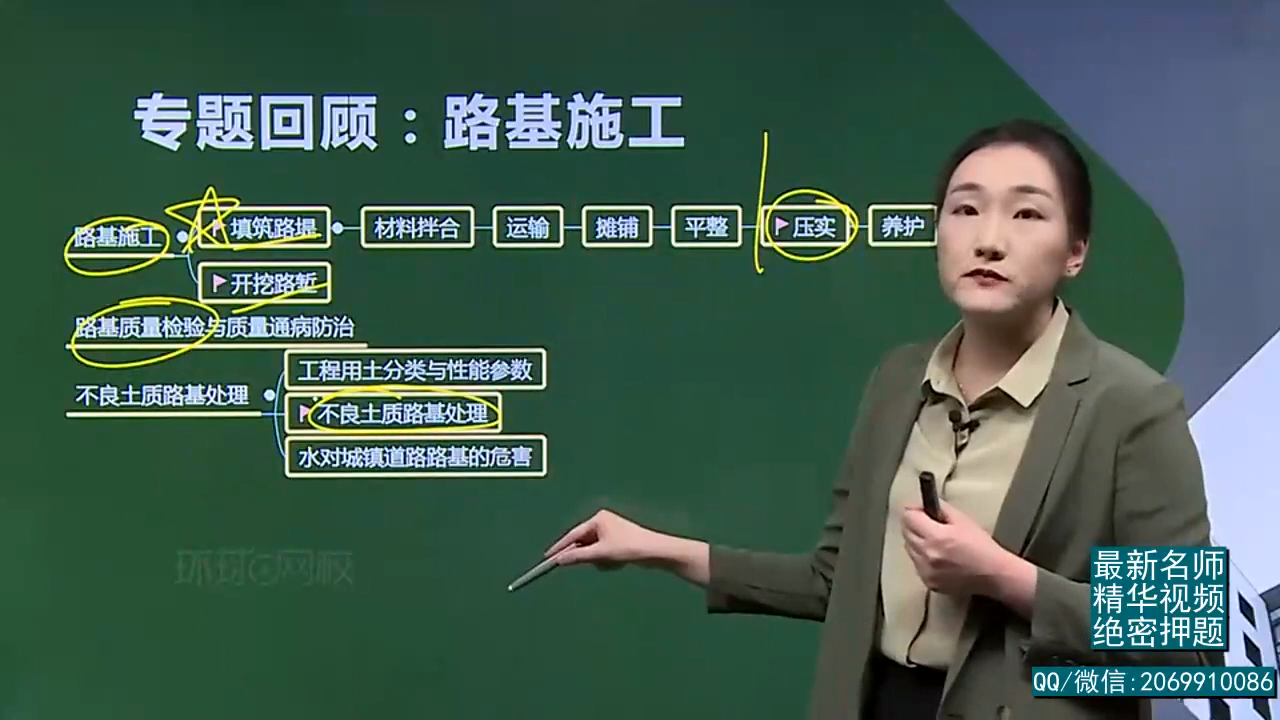 专题回顾：路基施工
路基施工
填筑路堤
材料拌合
运输
摊铺
平整
压实
养护
开挖路堑
路基质量检验与质量通病防治
不良土质路基处理
工程用土分类与性能参数
不良土质路基处理
水对城镇道路路基的危害
环球网校
最新名师
精华视频
绝密押题
QQ/微信:2069910086